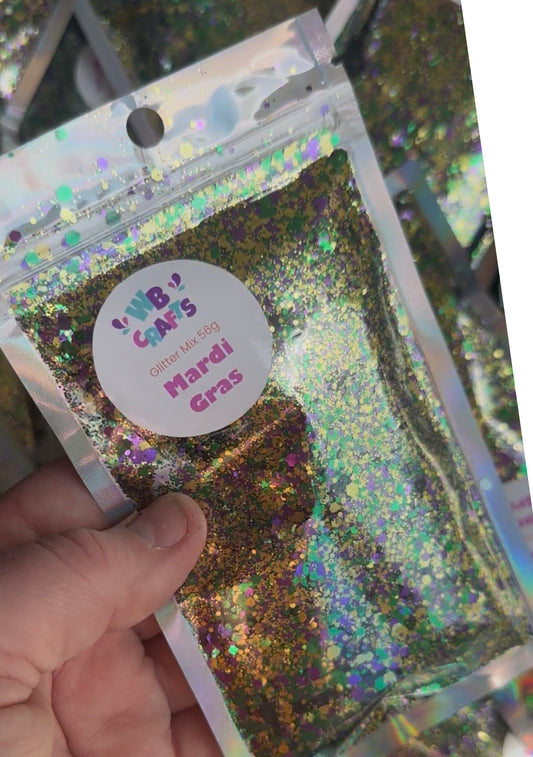 WB
CRAFTS
Glitter Mix 56g
Mardi
Gras